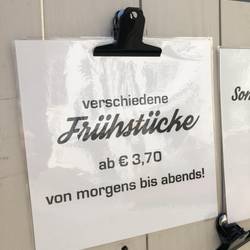 verschiedene
Frühstücke
ab € 3,70
von morgens bis abends!